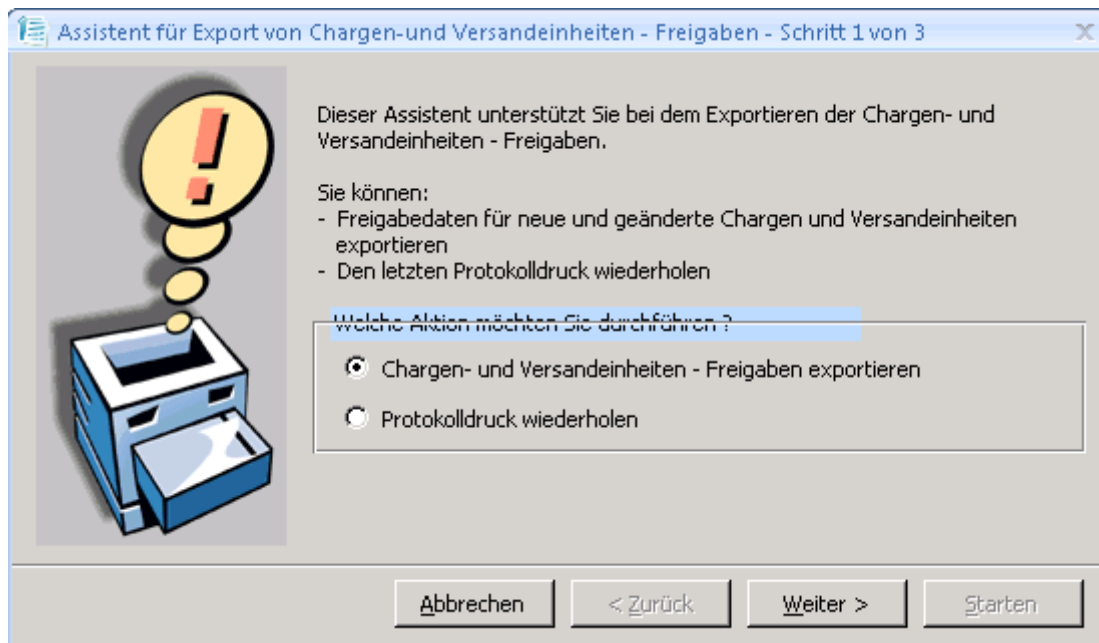 Assistent für Export von Chargen-und Versandeinheiten - Freigaben - Schritt 1 von 3
Dieser Assistent unterstützt Sie bei dem Exportieren der Chargen- und
Versandeinheiten - Freigaben.
Sie können:
- Freigabedaten für neue und geänderte Chargen und Versandeinheiten
exportieren
- Den letzten Protokolldruck wiederholen
Welche Aktion möchten Sie durchführen ?
Chargen- und Versandeinheiten - Freigaben exportieren
Protokolldruck wiederholen
Abbrechen
< Zurück
Weiter >
Starten